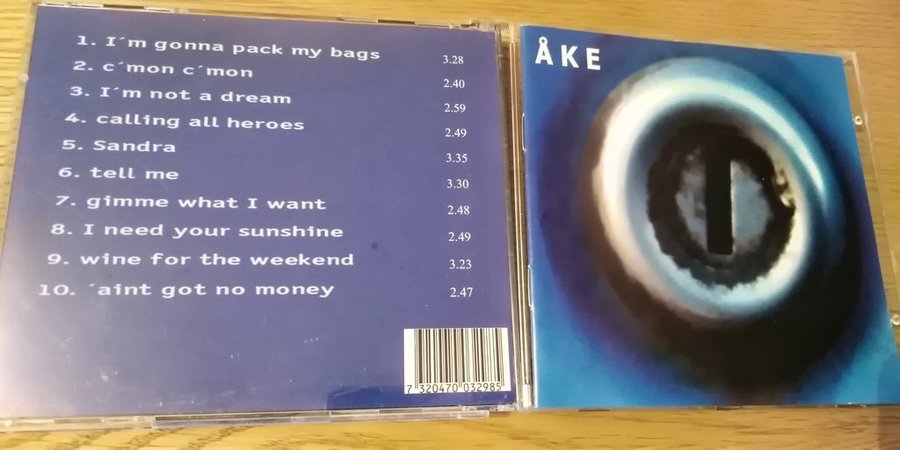 1. I´m gonna pack my bags 3.28
2. c´mon c´mon 2.40
3. I´m not a dream 2.59
4. calling all heroes 2.49
5. Sandra 3.35
6. tell me 3.30
7. gimme what I want 2.48
8. I need your sunshine 2.49
9. wine for the weekend 3.23
10. ´aint got no money 2.47
7 320470 032985
ÅKE